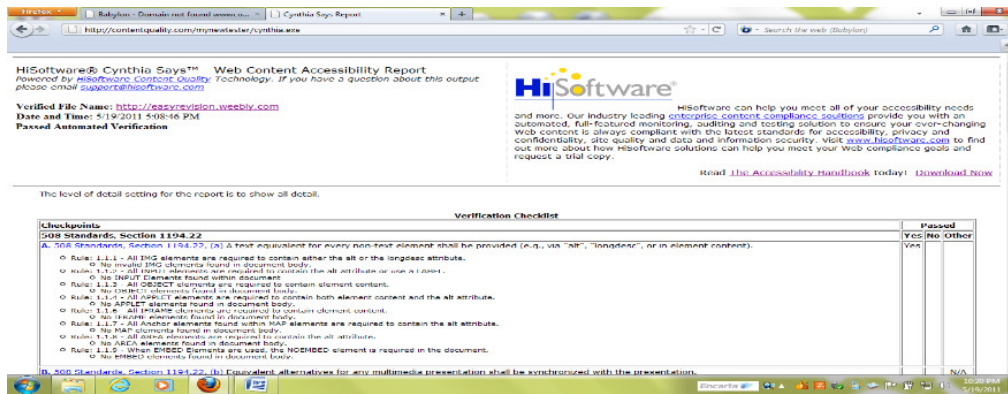 Firefox
Babylon - Domain not found www.u...
Cynthia Says Report
http://contentquality.com/mynewtester/cynthia.exe
Search the web (Babylon)
HiSoftware® Cynthia Says™ Web Content Accessibility Report
Powered by HiSoftware Content Quality Technology. If you have a question about this output
please email support@hisoftware.com
Verified File Name: http://easyrevision.weebly.com
Date and Time: 5/19/2011 5:08:46 PM
Passed Automated Verification
HiSoftware®
HiSoftware can help you meet all of your accessibility needs
and more. Our industry leading enterprise content compliance soultions provide you with an
automated, full-featured monitoring, auditing and testing solution to ensure your ever-changing
Web content is always compliant with the latest standards for accessibility, privacy and
confidentiality, site quality and data and information security. Visit www.hisoftware.com to find
out more about how HiSoftware solutions can help you meet your Web compliance goals and
request a trial copy.
Read The Accessibility Handbook today! Download Now
The level of detail setting for the report is to show all detail.
Verification Checklist
Checkpoints Passed
508 Standards, Section 1194.22 Yes No Other
A. 508 Standards, Section 1194.22, (a) A text equivalent for every non-text element shall be provided (e.g., via "alt", "longdesc", or in element content). Yes
Rule: 1.1.1 - All IMG elements are required to contain either the alt or the longdesc attribute.
No invalid IMG elements found in document body.
Rule: 1.1.2 - All INPUT elements are required to contain the alt attribute or use a LABEL.
No INPUT Elements found within document
Rule: 1.1.3 - All OBJECT elements are required to contain element content.
No OBJECT elements found in document body.
Rule: 1.1.4 - All APPLET elements are required to contain both element content and the alt attribute.
No APPLET elements found in document body.
Rule: 1.1.6 - All IFRAME elements are required to contain element content.
No IFRAME elements found in document body.
Rule: 1.1.7 - All Anchor elements found within MAP elements are required to contain the alt attribute.
No MAP elements found in document body.
Rule: 1.1.8 - All AREA elements are required to contain the alt attribute.
No AREA elements found in document body.
Rule: 1.1.9 - When EMBED Elements are used, the NOEMBED element is required in the document.
No EMBED elements found in document body.
B. 508 Standards, Section 1194.22, (b) Equivalent alternatives for any multimedia presentation shall be synchronized with the presentation. N/A
Encarta
10:20 PM
5/19/2011